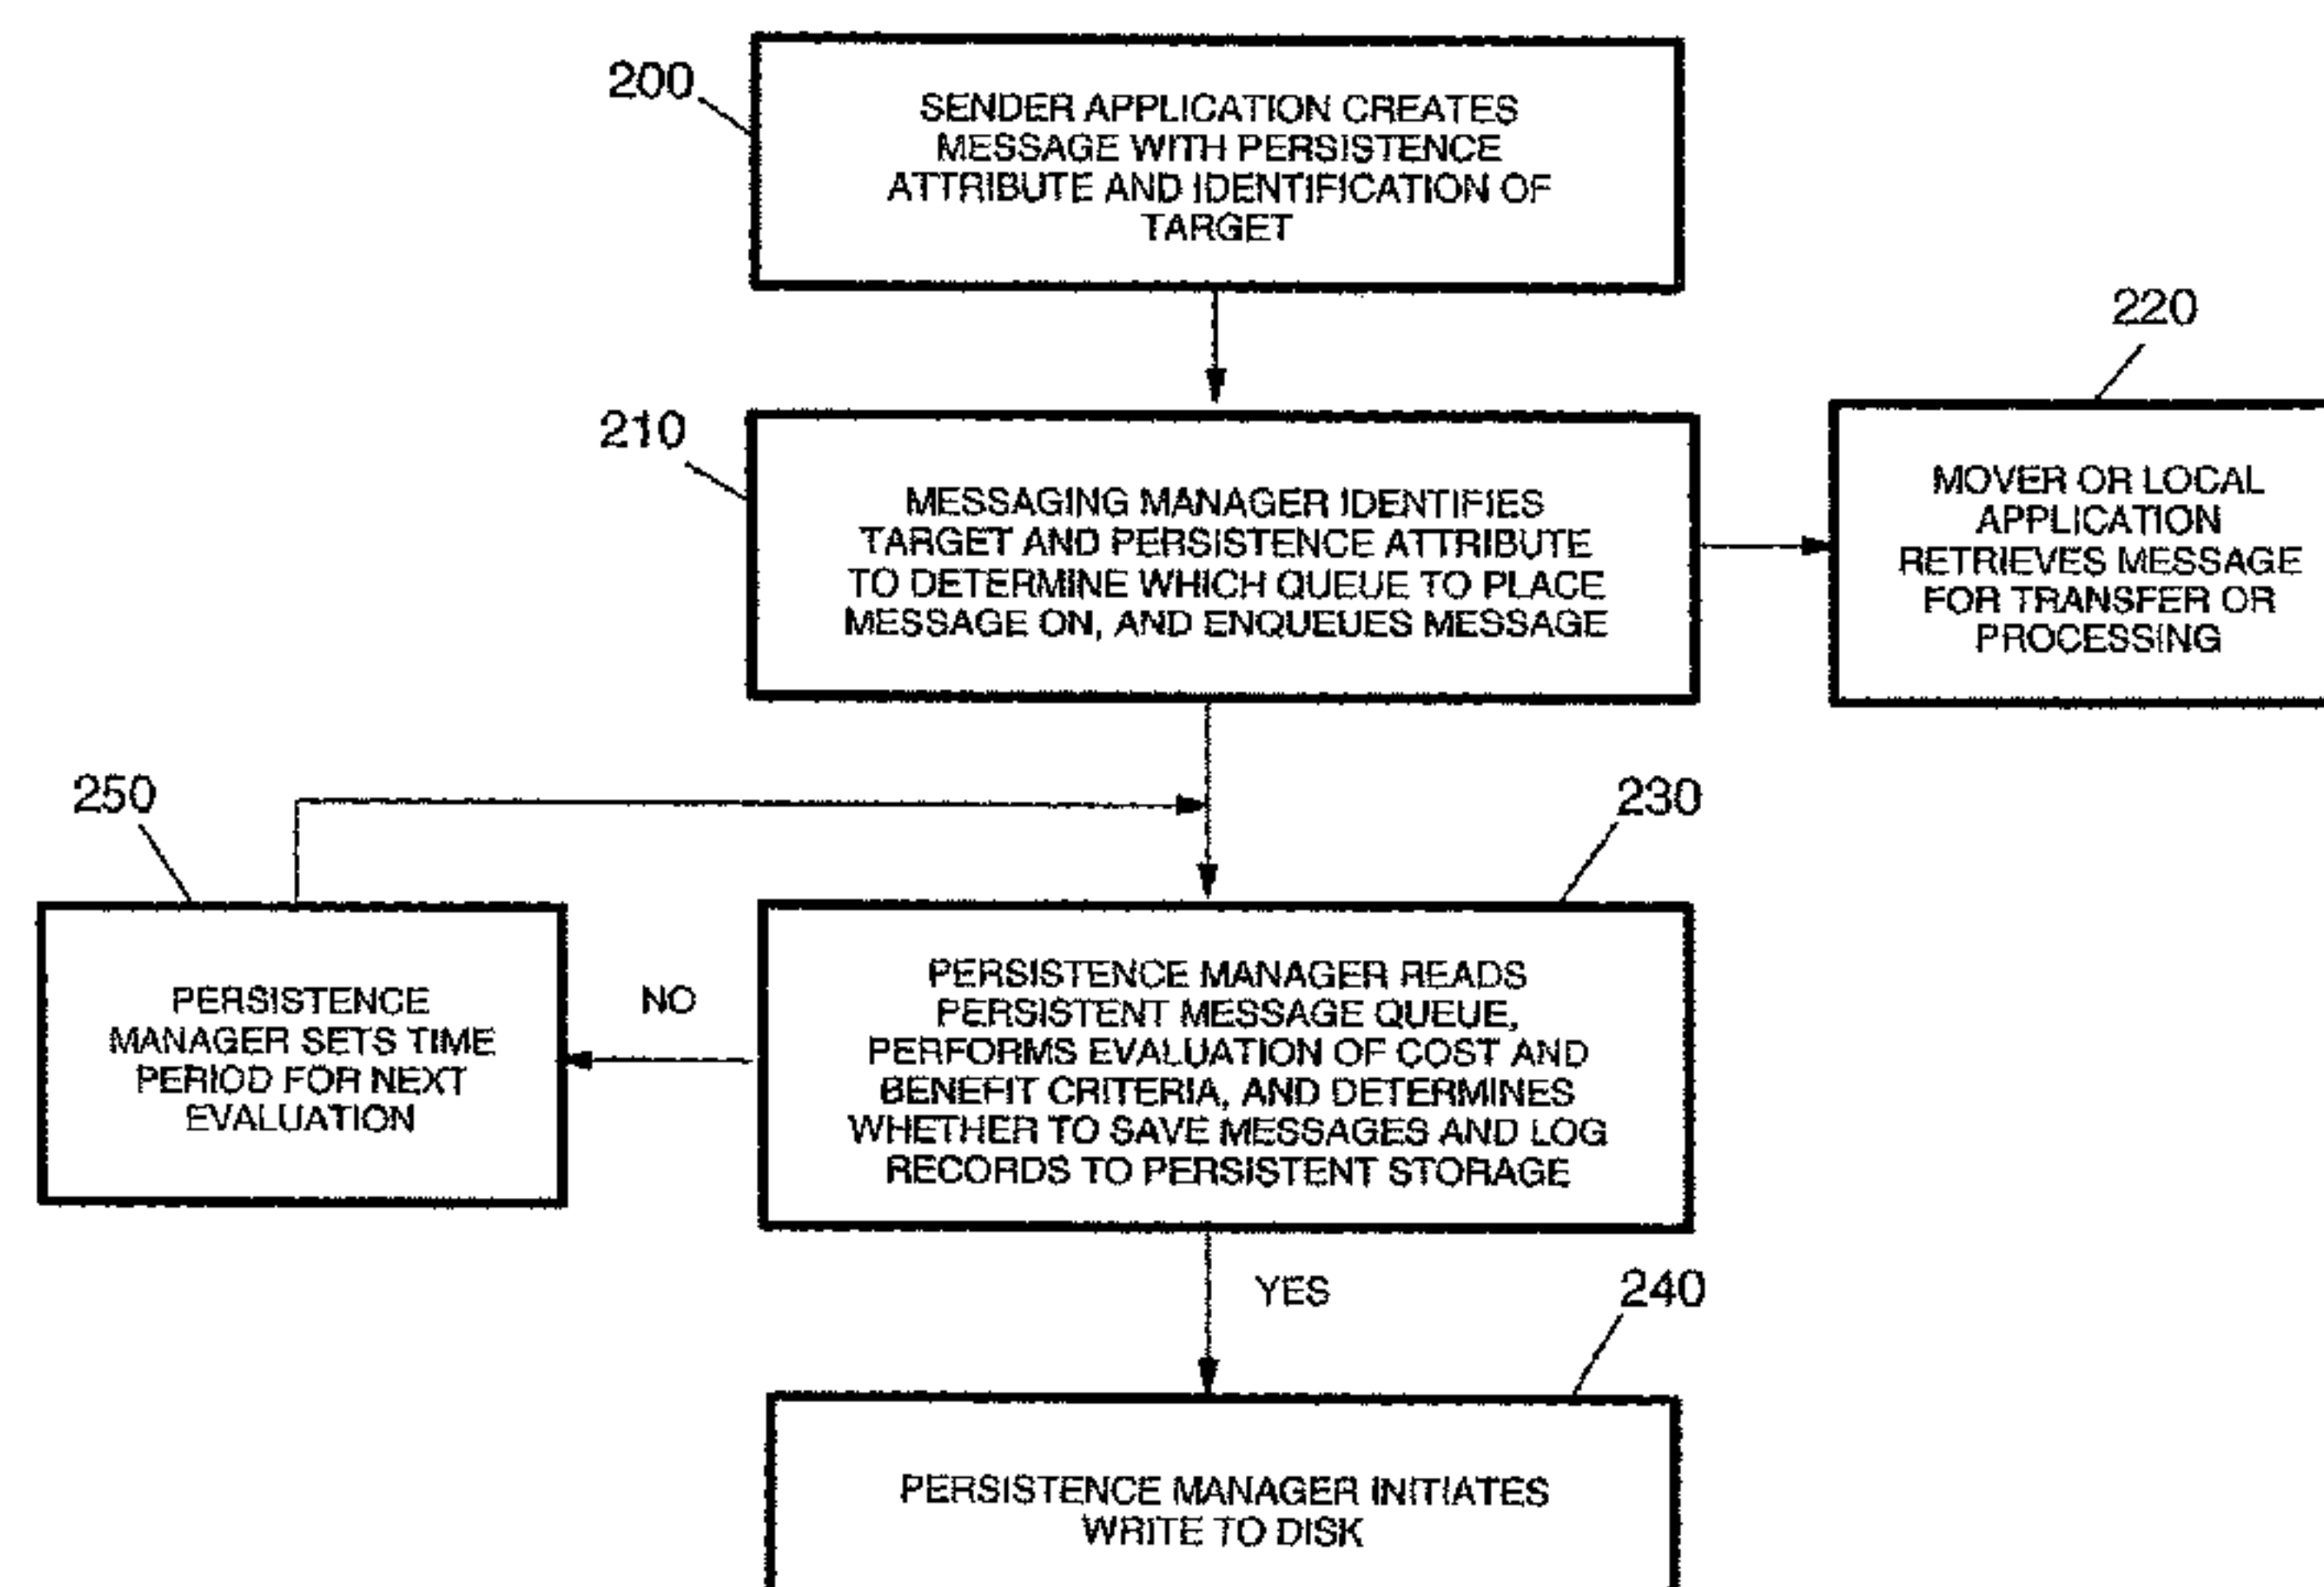 200
SENDER APPLICATION CREATES
MESSAGE WITH PERSISTENCE
ATTRIBUTE AND IDENTIFICATION OF
TARGET
220
210
MESSAGING MANAGER IDENTIFIES
TARGET AND PERSISTENCE ATTRIBUTE
TO DETERMINE WHICH QUEUE TO PLACE
MESSAGE ON, AND ENQUEUES MESSAGE
MOVER OR LOCAL
APPLICATION
RETRIEVES MESSAGE
FOR TRANSFER OR
PROCESSING
250
230
PERSISTENCE
MANAGER SETS TIME
PERIOD FOR NEXT
EVALUATION
NO
PERSISTENCE MANAGER READS
PERSISTENT MESSAGE QUEUE,
PERFORMS EVALUATION OF COST AND
BENEFIT CRITERIA, AND DETERMINES
WHETHER TO SAVE MESSAGES AND LOG
RECORDS TO PERSISTENT STORAGE
YES
240
PERSISTENCE MANAGER INITIATES
WRITE TO DISK